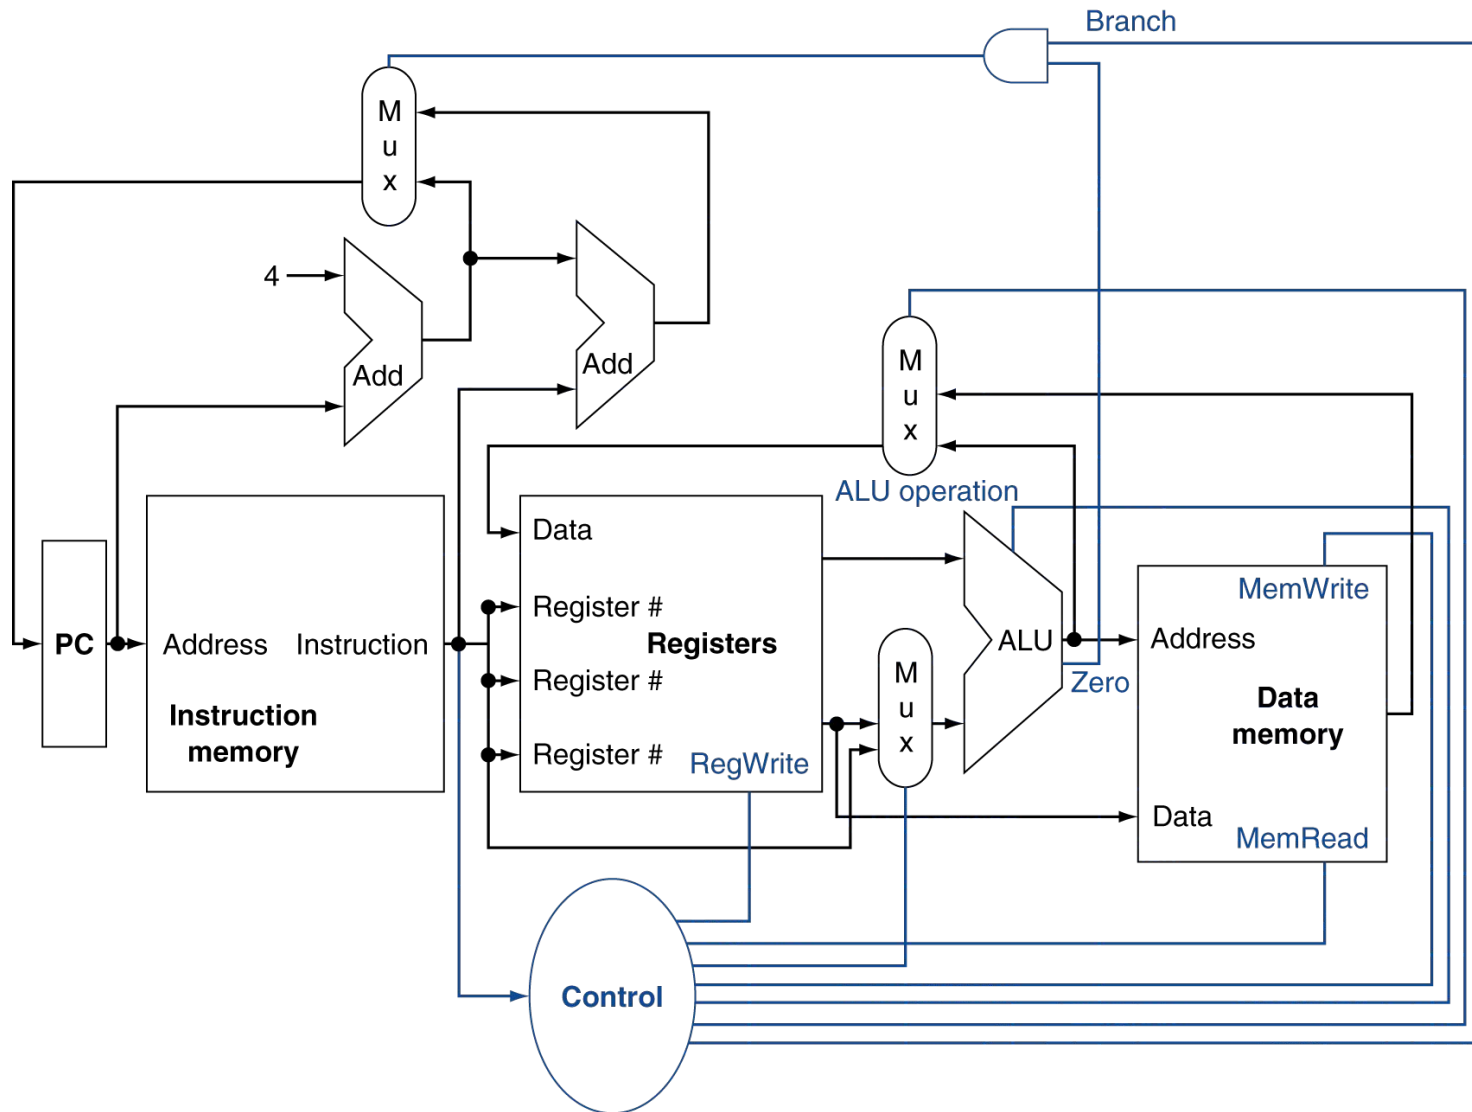 Branch
M
u
x
4
Add
Add
M
u
x
ALU operation
Data
Register #
Register #
Register #
Registers
RegWrite
PC
Address
Instruction
Instruction
memory
M
u
x
ALU
Zero
MemWrite
Address
Data
memory
Data
MemRead
Control